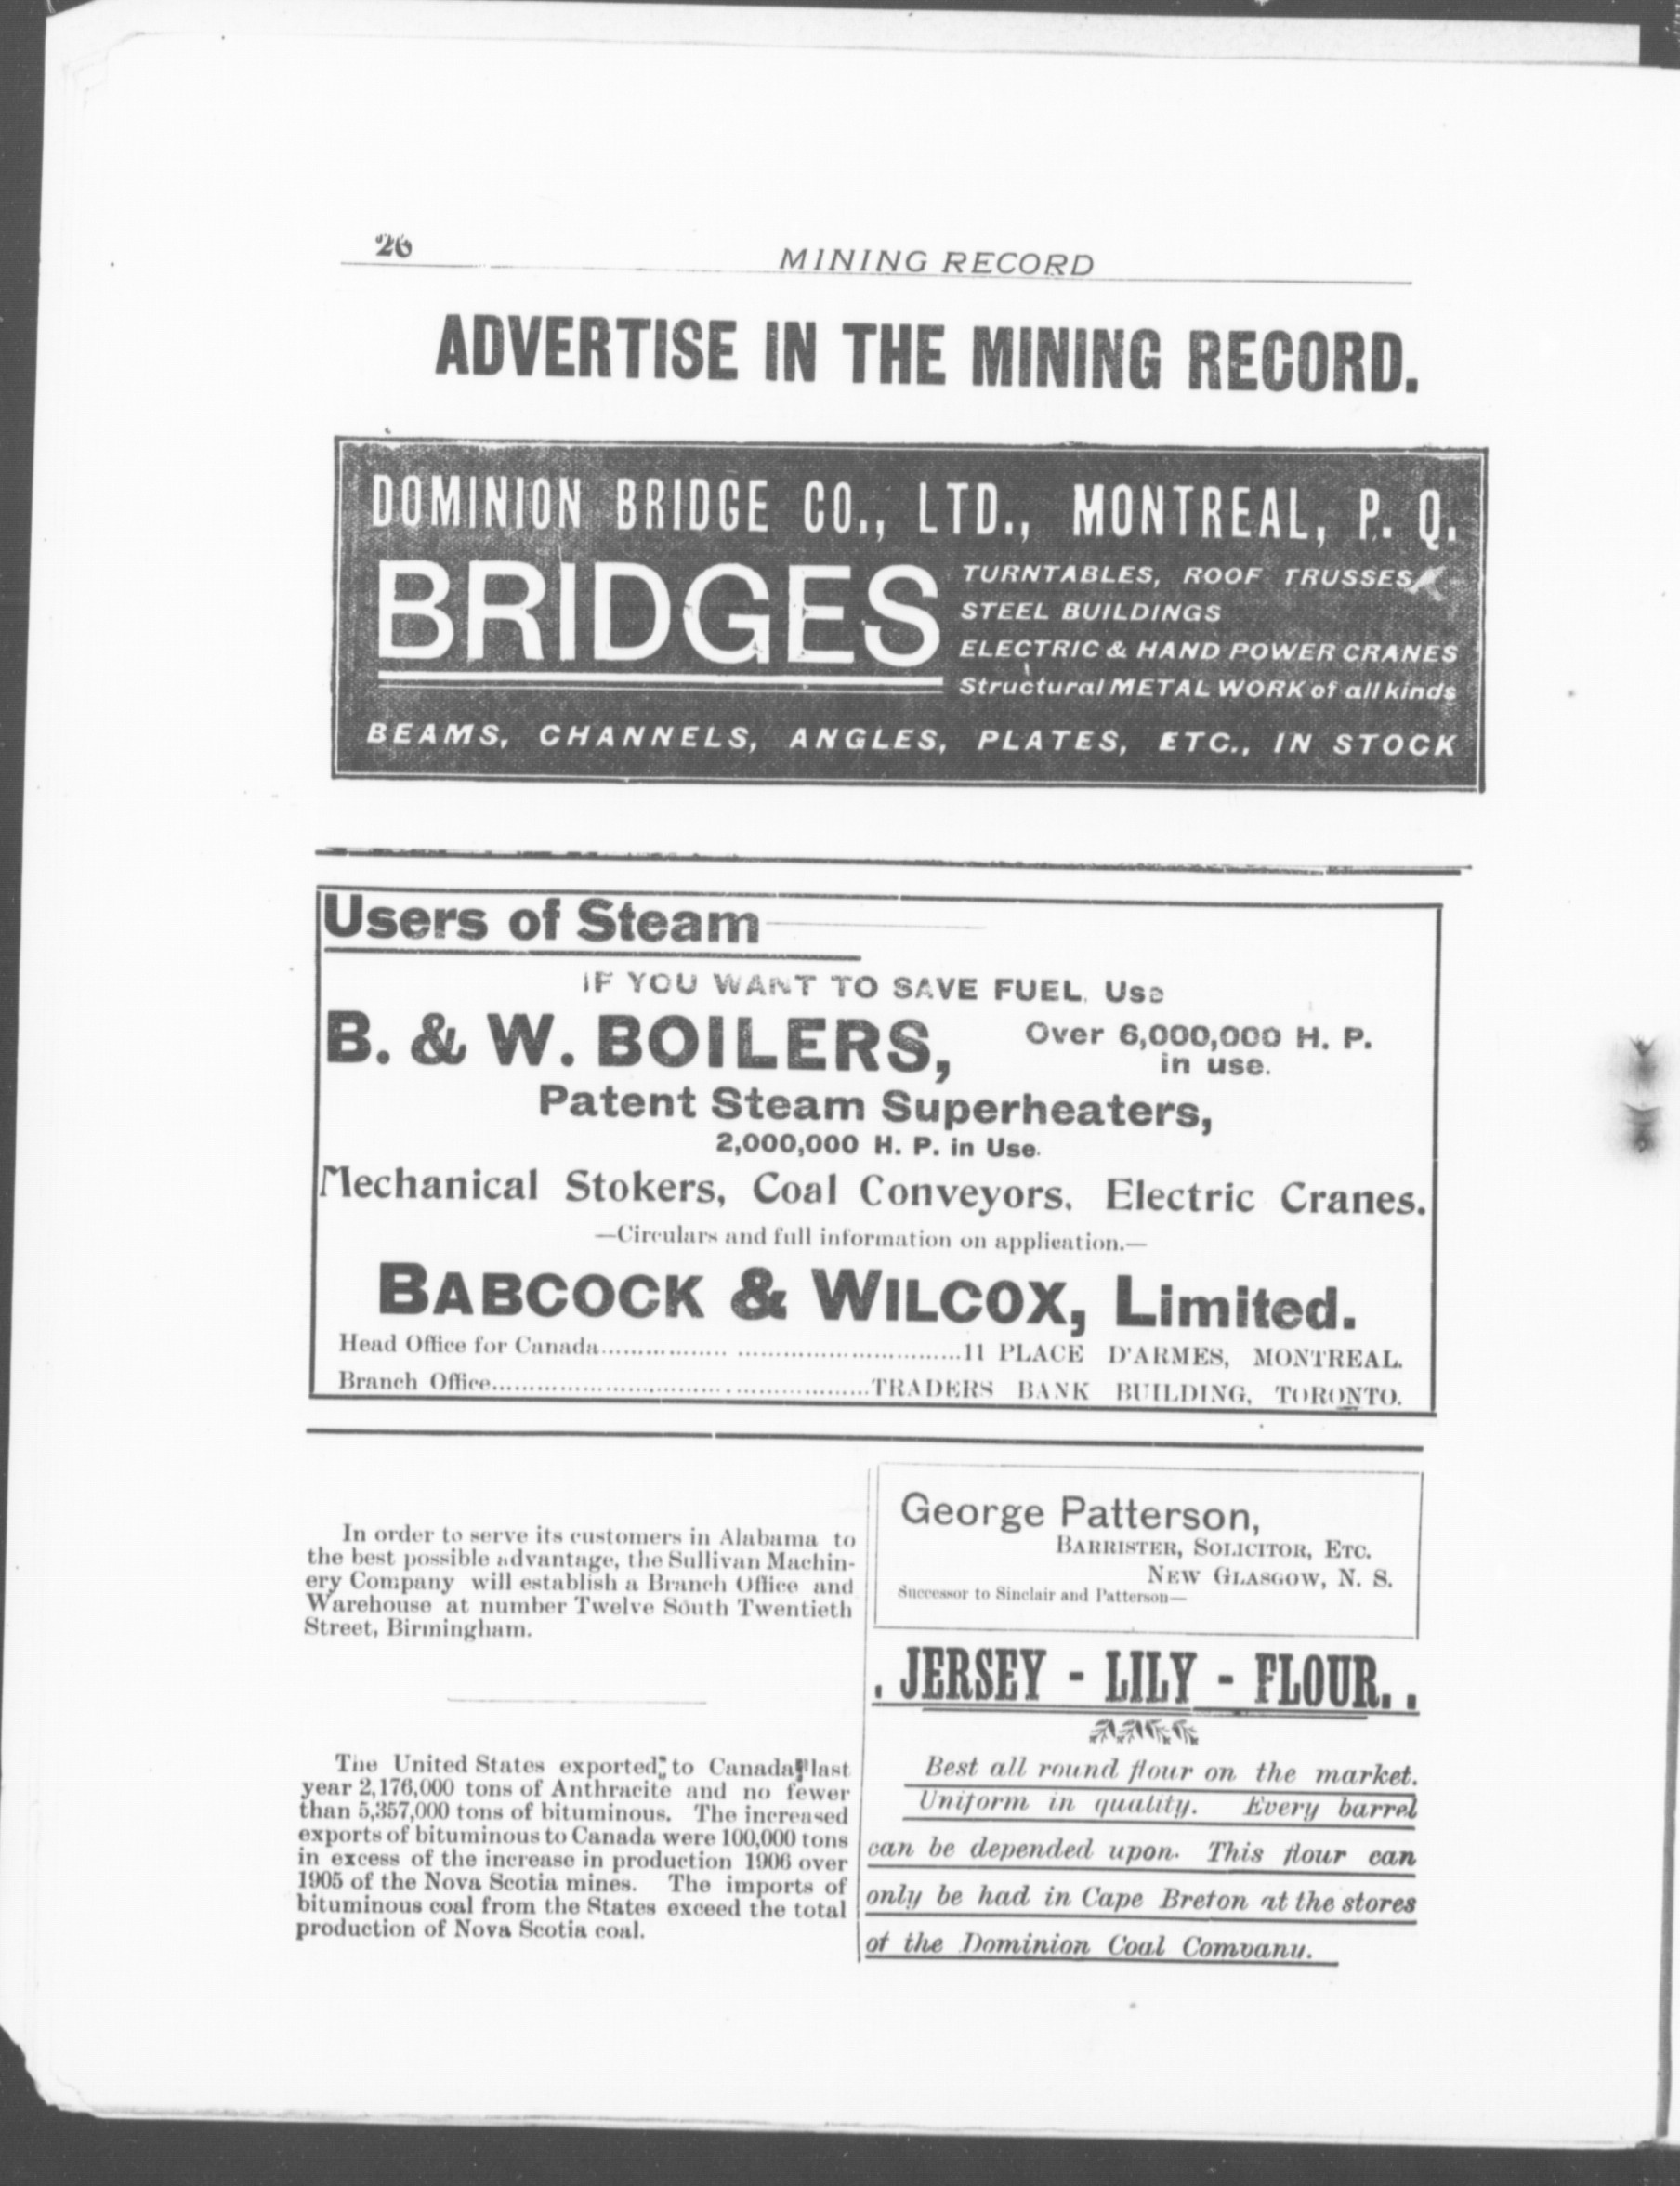 26
MINING RECORD
ADVERTISE IN THE MINING RECORD.
DOMINION BRIDGE CO., LTD., MONTREAL, P. Q.
BRIDGES
TURNTABLES, ROOF TRUSSES
STEEL BUILDINGS
ELECTRIC & HAND POWER CRANES
Structural METAL WORK of all kinds
BEAMS, CHANNELS, ANGLES, PLATES, ETC., IN STOCK
Users of Steam
IF YOU WANT TO SAVE FUEL, Use
B. & W. BOILERS,
Over 6,000,000 H. P.
in use.
Patent Steam Superheaters,
2,000,000 H. P. in Use.
Mechanical Stokers, Coal Conveyors, Electric Cranes.
—Circulars and full information on application.—
BABCOCK & WILCOX, Limited.
Head Office for Canada................ ................................11 PLACE D'ARMES, MONTREAL.
Branch Office..............................................TRADERS BANK BUILDING, TORONTO.
In order to serve its customers in Alabama to
the best possible advantage, the Sullivan Machin-
ery Company will establish a Branch Office and
Warehouse at number Twelve South Twentieth
Street, Birmingham.
The United States exported to Canada last
year 2,176,000 tons of Anthracite and no fewer
than 5,357,000 tons of bituminous. The increased
exports of bituminous to Canada were 100,000 tons
in excess of the increase in production 1906 over
1905 of the Nova Scotia mines. The imports of
bituminous coal from the States exceed the total
production of Nova Scotia coal.
George Patterson,
BARRISTER, SOLICITOR, ETC.
NEW GLASGOW, N. S.
Successor to Sinclair and Patterson—
. JERSEY - LILY - FLOUR. .
Best all round flour on the market.
Uniform in quality. Every barrel
can be depended upon. This flour can
only be had in Cape Breton at the stores
of the Dominion Coal Company.